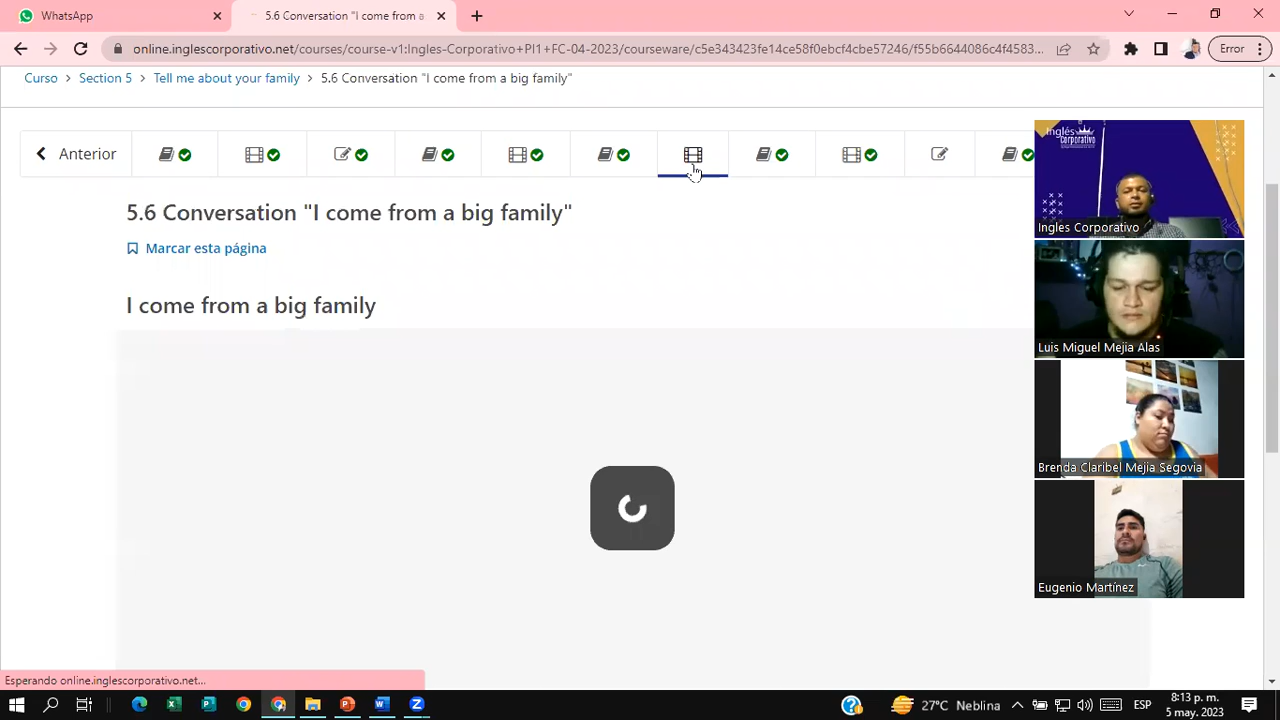 WhatsApp
5.6 Conversation "I come from a
online.inglescorporativo.net/courses/course-v1:Ingles-Corporativo+PI1+FC-04-2023/courseware/c5e343423fe14ce58f0ebcf4cbe57246/f55b6644086c4f4583...
Error
Curso > Section 5 > Tell me about your family > 5.6 Conversation "I come from a big family"
Anterior
5.6 Conversation "I come from a big family"
Marcar esta página
I come from a big family
Inglés
corporativo
Ingles Corporativo
Luis Miguel Mejia Alas
Brenda Claribel Mejia Segovia
Eugenio Martínez
Esperando online.inglescorporativo.net...
27°C Neblina
ESP
8:13 p. m.
5 may. 2023